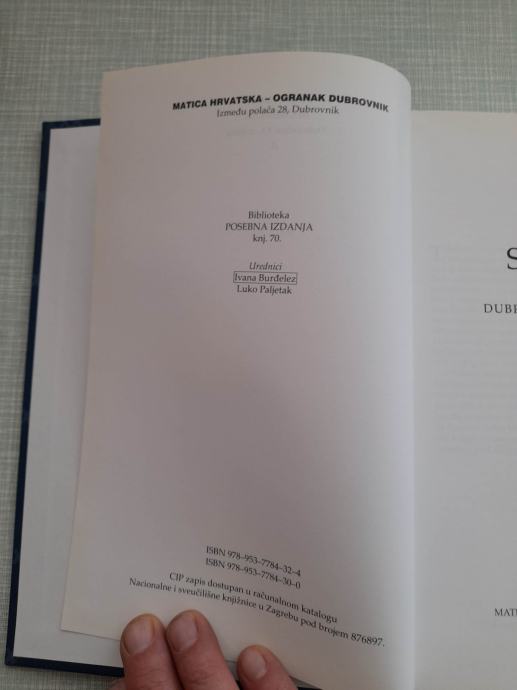 MATICA HRVATSKA – OGRANAK DUBROVNIK
Između polača 28, Dubrovnik
Biblioteka
POSEBNA IZDANJA
knj. 70.
Urednici
Ivana Burđelez
Luko Paljetak
ISBN 978-953-7784-32-4
ISBN 978-953-7784-30-0
CIP zapis dostupan u računalnom katalogu
Nacionalne i sveučilišne knjižnice u Zagrebu pod brojem 876897.
S
DUBR
MAT